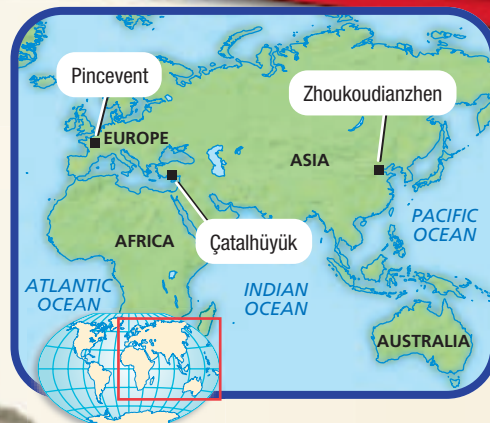 Pincevent
Zhoukoudianzhen
EUROPE
ASIA
AFRICA
Çatalhüyük
PACIFIC
OCEAN
ATLANTIC
OCEAN
INDIAN
OCEAN
AUSTRALIA